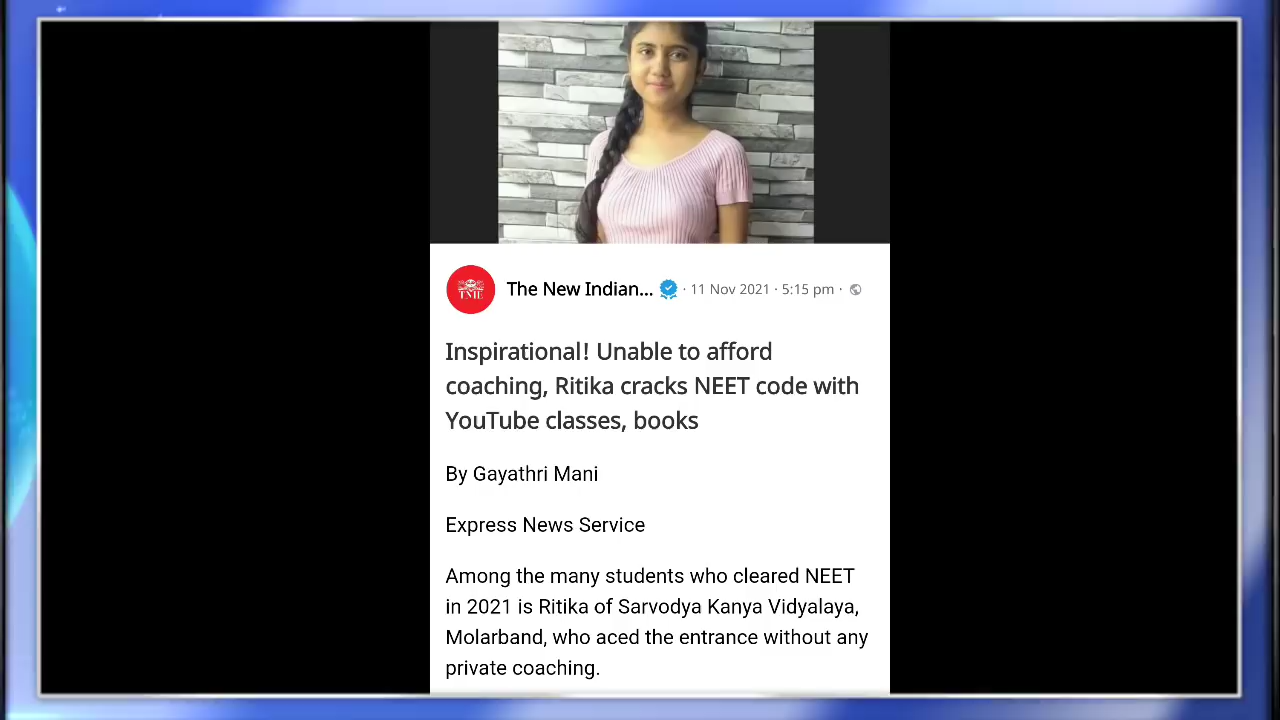 TNIE
The New Indian... · 11 Nov 2021 · 5:15 pm ·
Inspirational! Unable to afford
coaching, Ritika cracks NEET code with
YouTube classes, books
By Gayathri Mani
Express News Service
Among the many students who cleared NEET
in 2021 is Ritika of Sarvodya Kanya Vidyalaya,
Molarband, who aced the entrance without any
private coaching.